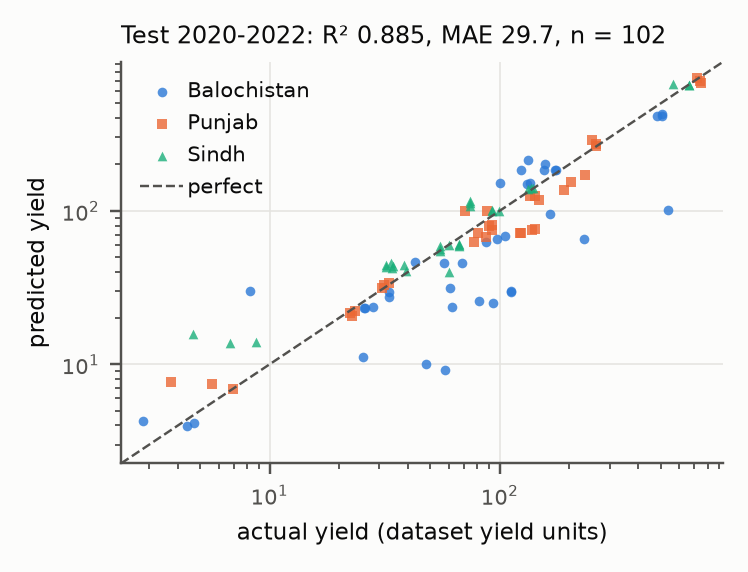 Test 2020-2022: R² 0.885, MAE 29.7, n = 102
Balochistan
Punjab
Sindh
perfect
predicted yield
10²
10¹
10¹
10²
actual yield (dataset yield units)